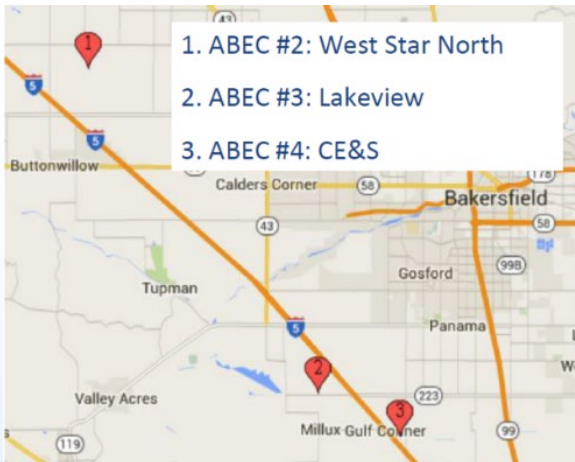 43
1
1. ABEC #2: West Star North
2. ABEC #3: Lakeview
3. ABEC #4: CE&S
5
5
Buttonwillow
Calders Corner
58
178
Bakersfield
43
58
99B
Gosford
Tupman
5
Panama
2
Valley Acres
223
3
Millux Gulf Corner
119
99